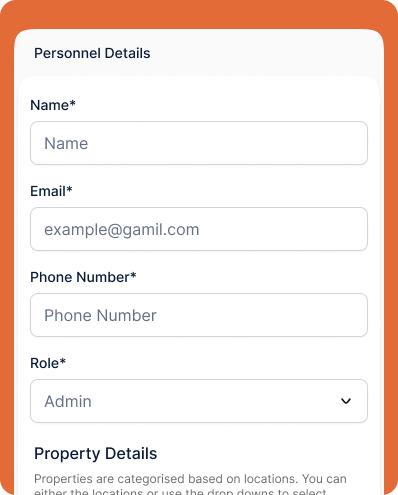 Personnel Details
Name*
Name
Email*
example@gamil.com
Phone Number*
Phone Number
Role*
Admin
Property Details
Properties are categorised based on locations. You can
either the locations or use the drop downs to select